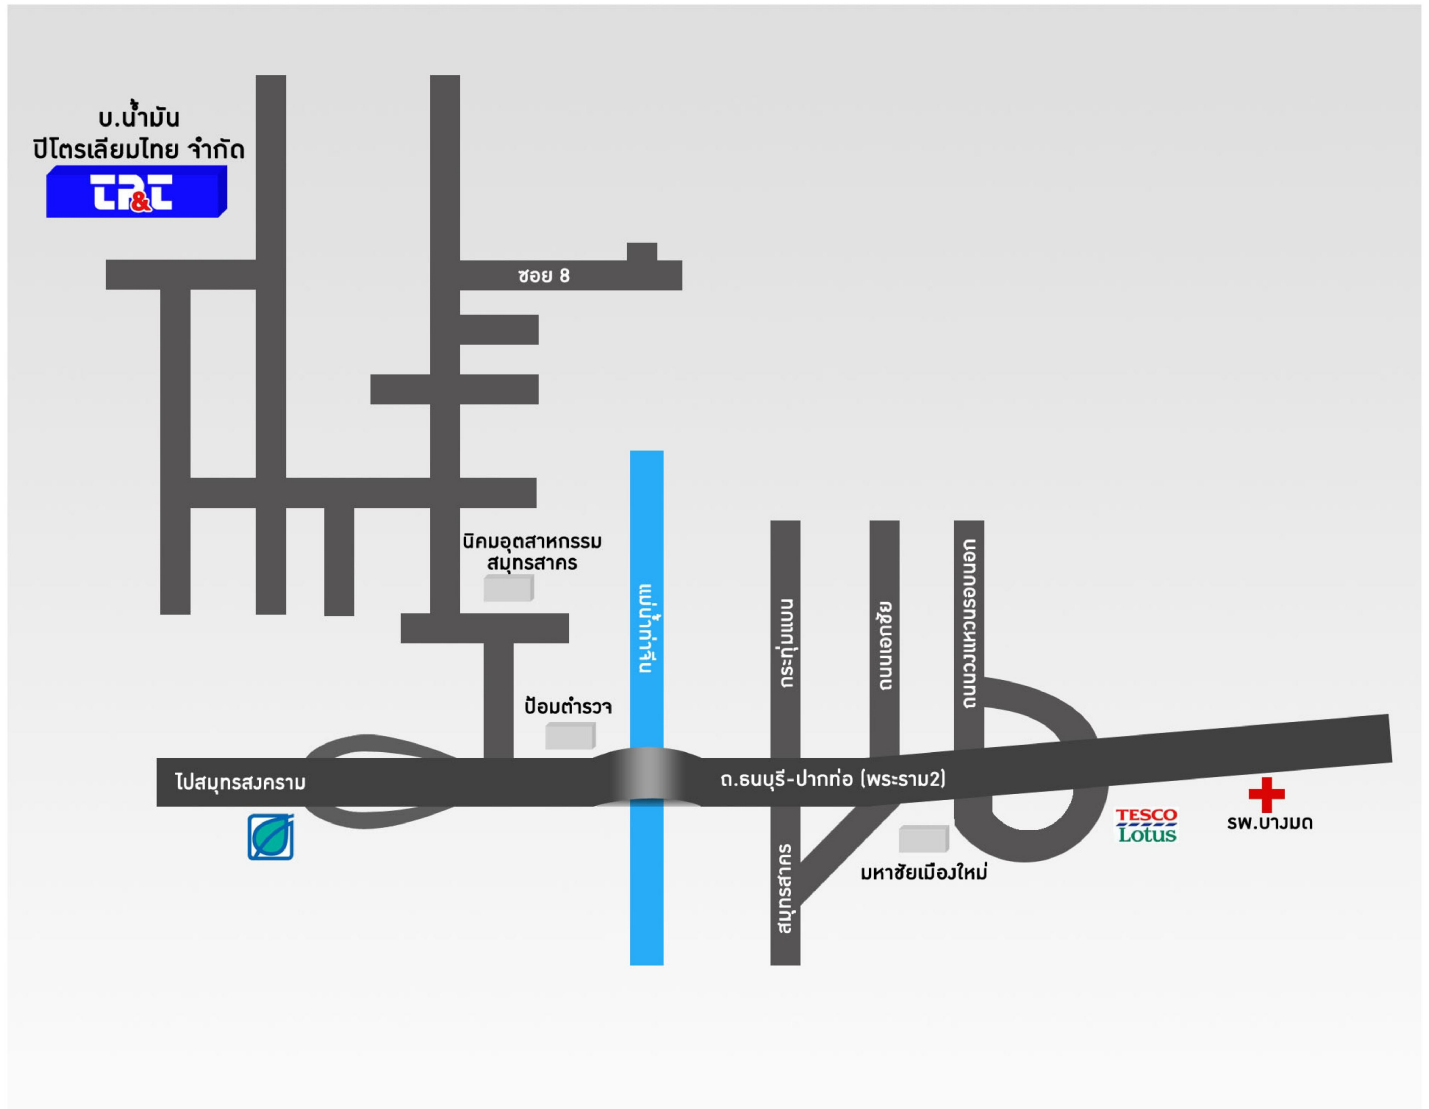 บ.น้ำมัน
ปิโตรเลียมไทย จำกัด
TP&T
ซอย 8
นิคมอุตสาหกรรม
สมุทรสาคร
แม่น้ำท่าจีน
กระทุ่มแบน
ถนนเอกชัย
ถนนวงแหวนรอบนอก
ป้อมตำรวจ
ไปสมุทรสงคราม
ถ.ธนบุรี-ปากท่อ (พระราม2)
TESCO
Lotus
รพ.บางมด
มหาชัยเมืองใหม่
สมุทรสาคร